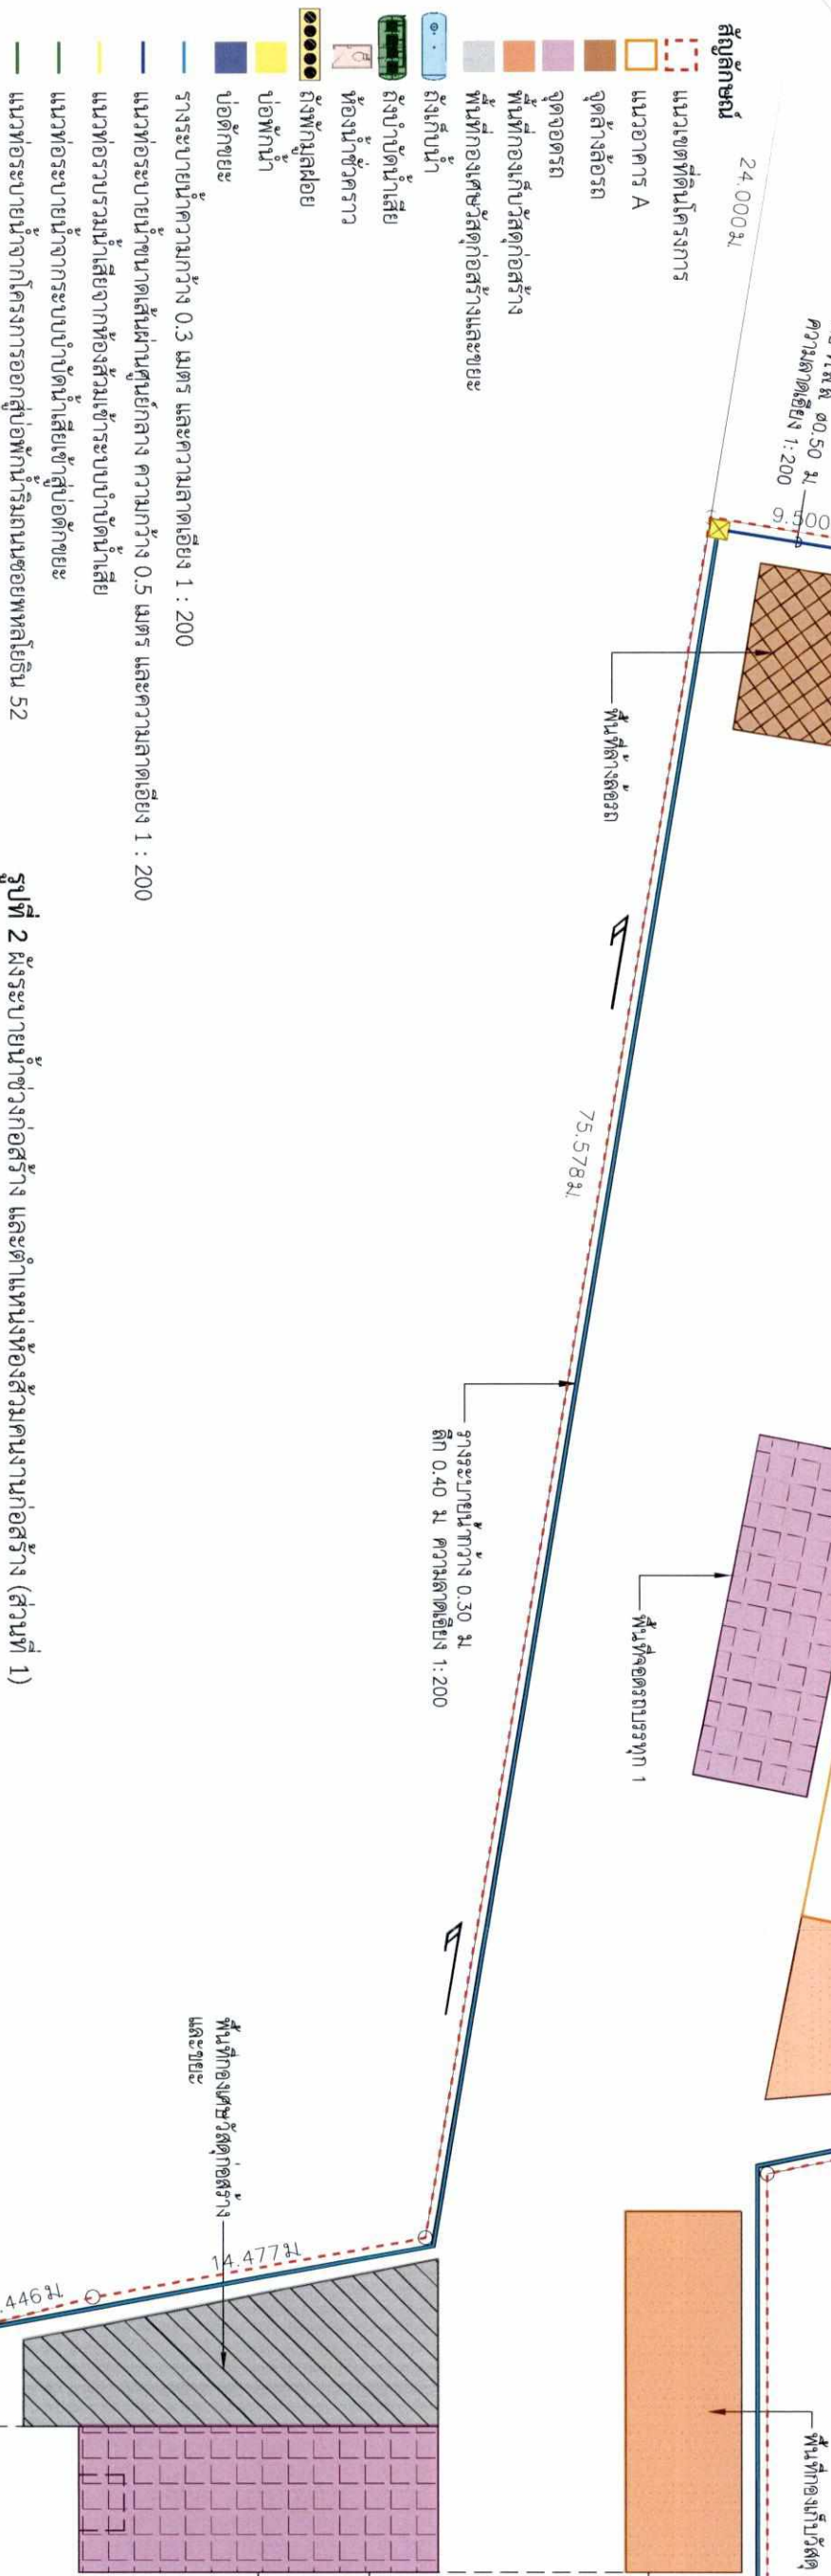 สัญลักษณ์
แนวเขตที่ดินโครงการ
แนวอาคาร A
จุดล้างล้อรถ
จุดจอดรถ
พื้นที่กองเก็บวัสดุก่อสร้าง
พื้นที่กองเศษวัสดุก่อสร้างและขยะ
ถังเก็บน้ำ
ถังบำบัดน้ำเสีย
ห้องน้ำชั่วคราว
ถังพักมูลฝอย
บ่อพักน้ำ
บ่อดักขยะ
รางระบายน้ำความกว้าง 0.3 เมตร และความลาดเอียง 1 : 200
แนวท่อระบายน้ำขนาดเส้นผ่านศูนย์กลาง ความกว้าง 0.5 เมตร และความลาดเอียง 1 : 200
แนวท่อรวบรวมน้ำเสียจากห้องส้วมเข้าระบบบำบัดน้ำเสีย
แนวท่อระบายน้ำจากระบบบำบัดน้ำเสียเข้าสู่บ่อดักขยะ
แนวท่อระบายน้ำจากโครงการออกสู่บ่อพักน้ำริมถนนซอยพหลโยธิน 52
24.000ม.
ø0.50 ม
ความลาดเอียง 1:200
9.500
พื้นที่ล้างล้อรถ
75.578ม.
รางระบายน้ำกว้าง 0.30 ม
ลึก 0.40 ม ความลาดเอียง 1:200
พื้นที่จอดรถบรรทุก 1
พื้นที่กองเศษวัสดุก่อสร้าง
และขยะ
14.477ม
.446ม
พื้นที่กองเก็บวัสดุ
รูปที่ 2 ผังระบายน้ำช่วงก่อสร้าง และตำแหน่งห้องส้วมคนงานก่อสร้าง (ส่วนที่ 1)